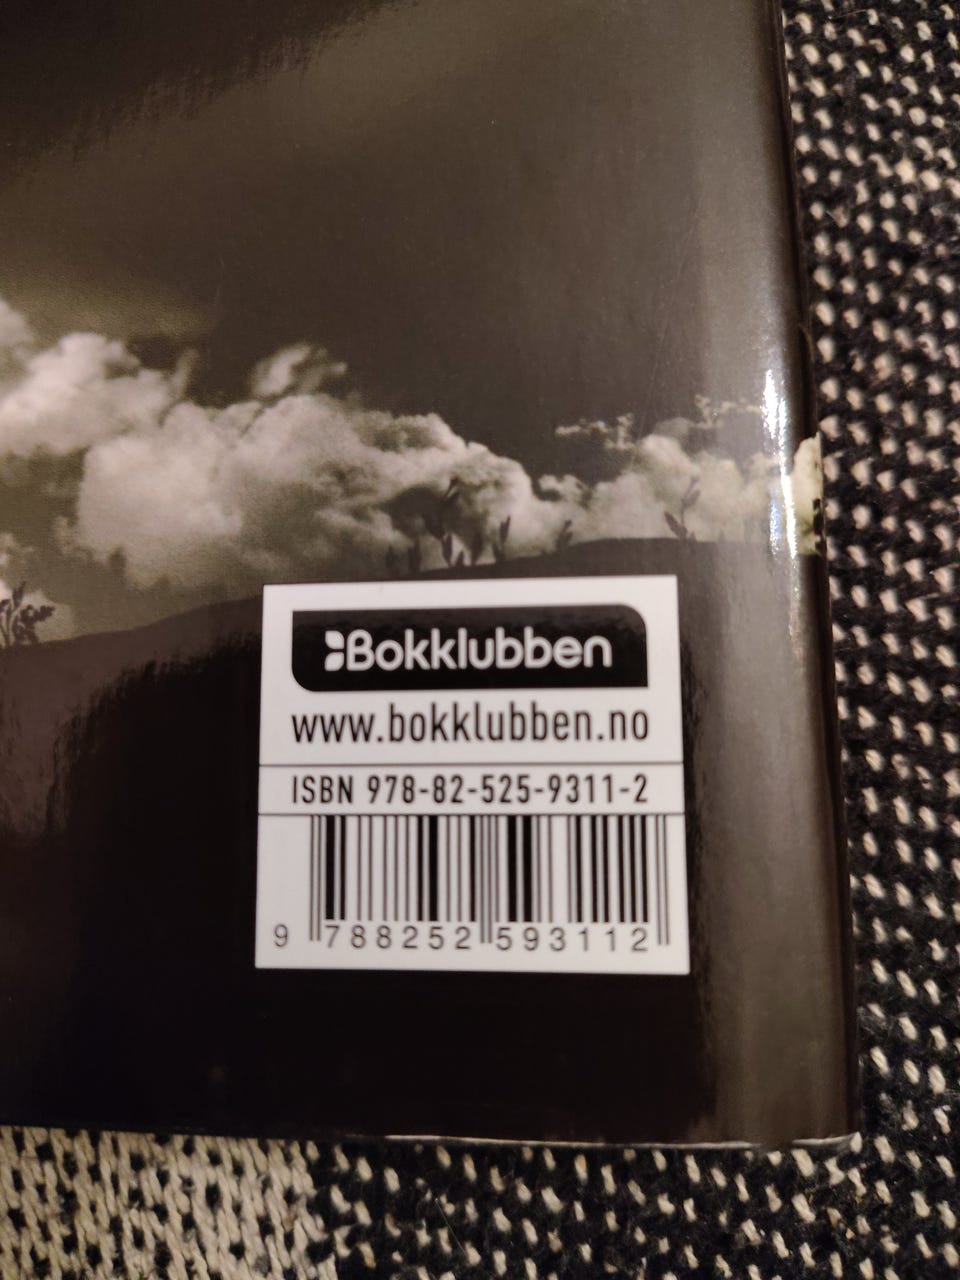 Bokklubben
www.bokklubben.no
ISBN 978-82-525-9311-2
9 788252 593112